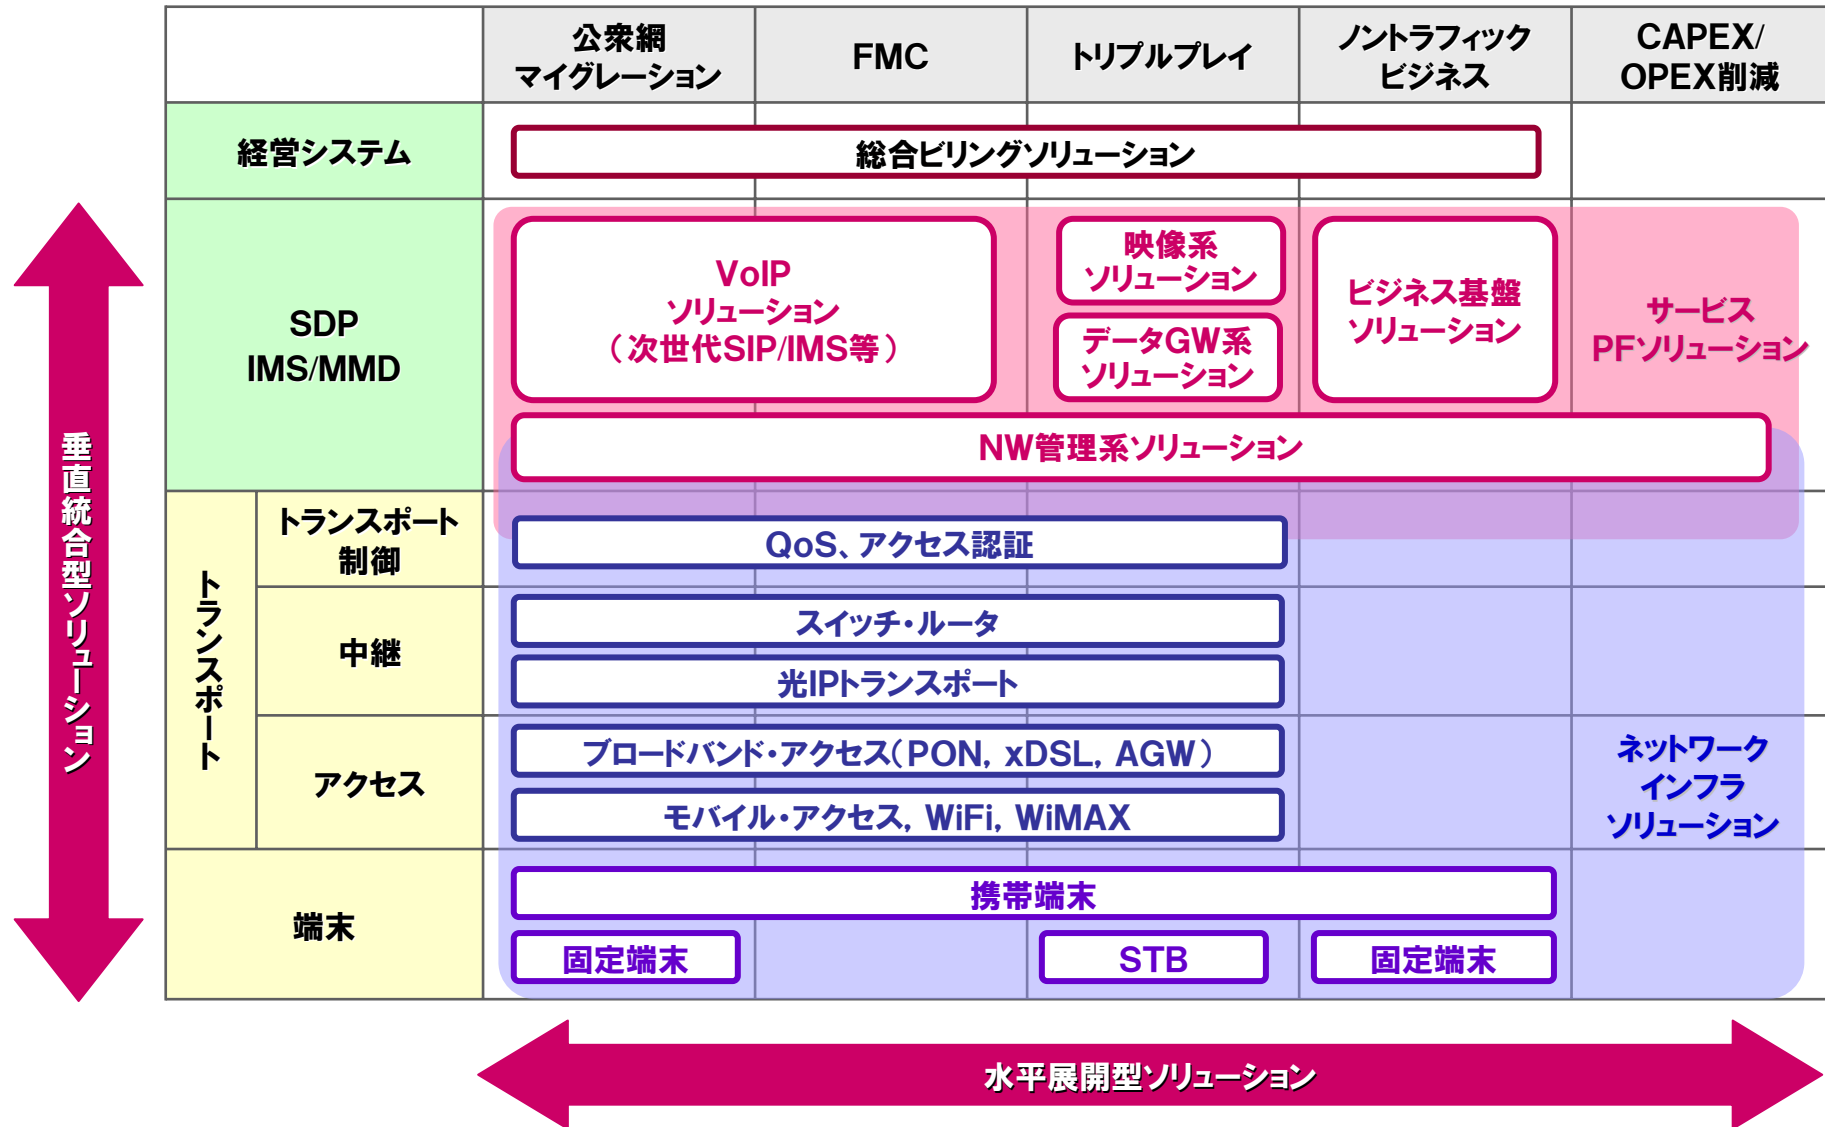 公衆網
マイグレーション
FMC
トリプルプレイ
ノントラフィック
ビジネス
CAPEX/
OPEX削減
経営システム
総合ビリングソリューション
SDP
IMS/MMD
VoIP
ソリューション
（次世代SIP/IMS等）
映像系
ソリューション
データGW系
ソリューション
ビジネス基盤
ソリューション
サービス
PFソリューション
NW管理系ソリューション
垂直統合型ソリューション
トランスポート
トランスポート
制御
QoS、アクセス認証
中継
スイッチ・ルータ
光IPトランスポート
アクセス
ブロードバンド・アクセス（PON, xDSL, AGW）
モバイル・アクセス, WiFi, WiMAX
ネットワーク
インフラ
ソリューション
端末
携帯端末
固定端末
STB
固定端末
水平展開型ソリューション